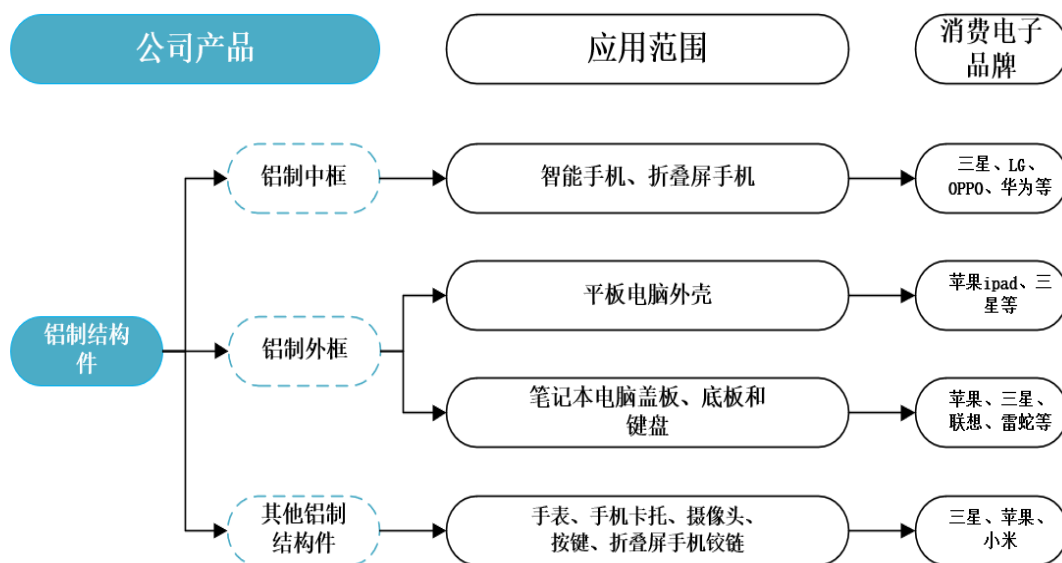 公司产品
应用范围
消费电子
品牌
铝制中框
智能手机、折叠屏手机
三星、LG、
OPPO、华为等
铝制结构
件
铝制外框
平板电脑外壳
苹果ipad、三
星等
笔记本电脑盖板、底板和
键盘
苹果、三星、
联想、雷蛇等
其他铝制
结构件
手表、手机卡托、摄像头、
按键、折叠屏手机铰链
三星、苹果、
小米